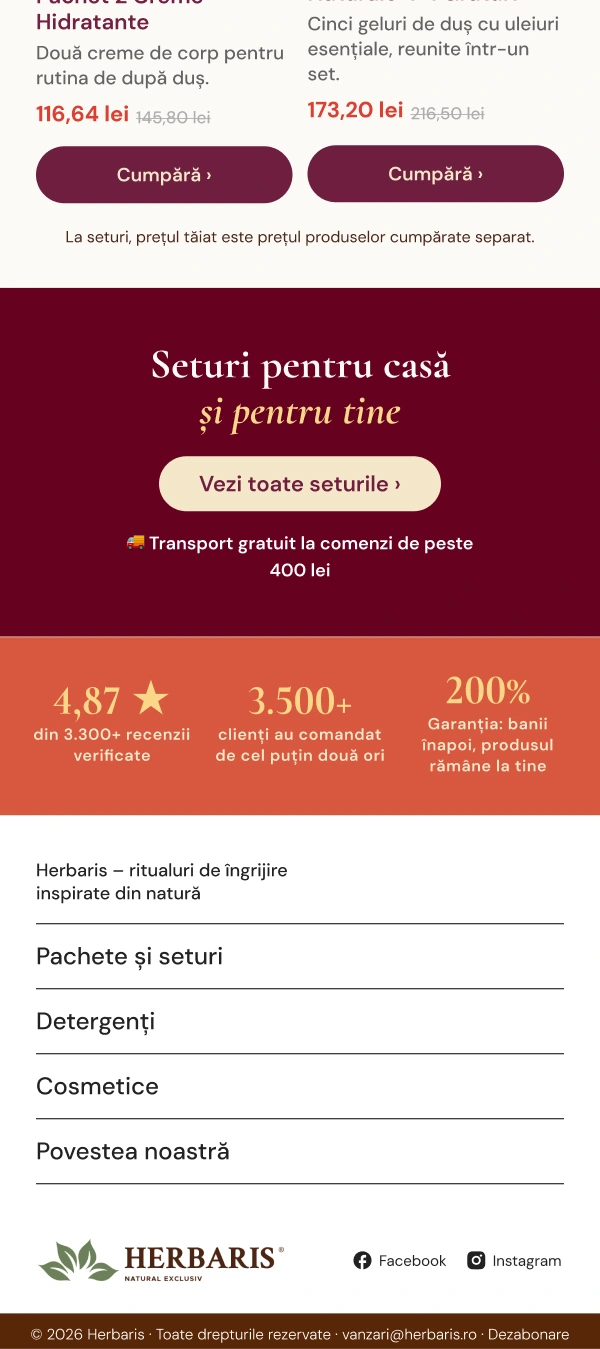 Hidratante
Două creme de corp pentru
rutina de după duș.
116,64 lei 145,80 lei
Cumpără ›
Cinci geluri de duș cu uleiuri
esențiale, reunite într-un
set.
173,20 lei 216,50 lei
Cumpără ›
La seturi, prețul tăiat este prețul produselor cumpărate separat.
Seturi pentru casă
și pentru tine
Vezi toate seturile ›
🚚 Transport gratuit la comenzi de peste
400 lei
4,87 ★
din 3.300+ recenzii
verificate
3.500+
clienți au comandat
de cel puțin două ori
200%
Garanția: banii
înapoi, produsul
rămâne la tine
Herbaris – ritualuri de îngrijire
inspirate din natură
Pachete și seturi
Detergenți
Cosmetice
Povestea noastră
HERBARIS®
NATURAL EXCLUSIV
Facebook
Instagram
© 2026 Herbaris · Toate drepturile rezervate · vanzari@herbaris.ro · Dezabonare